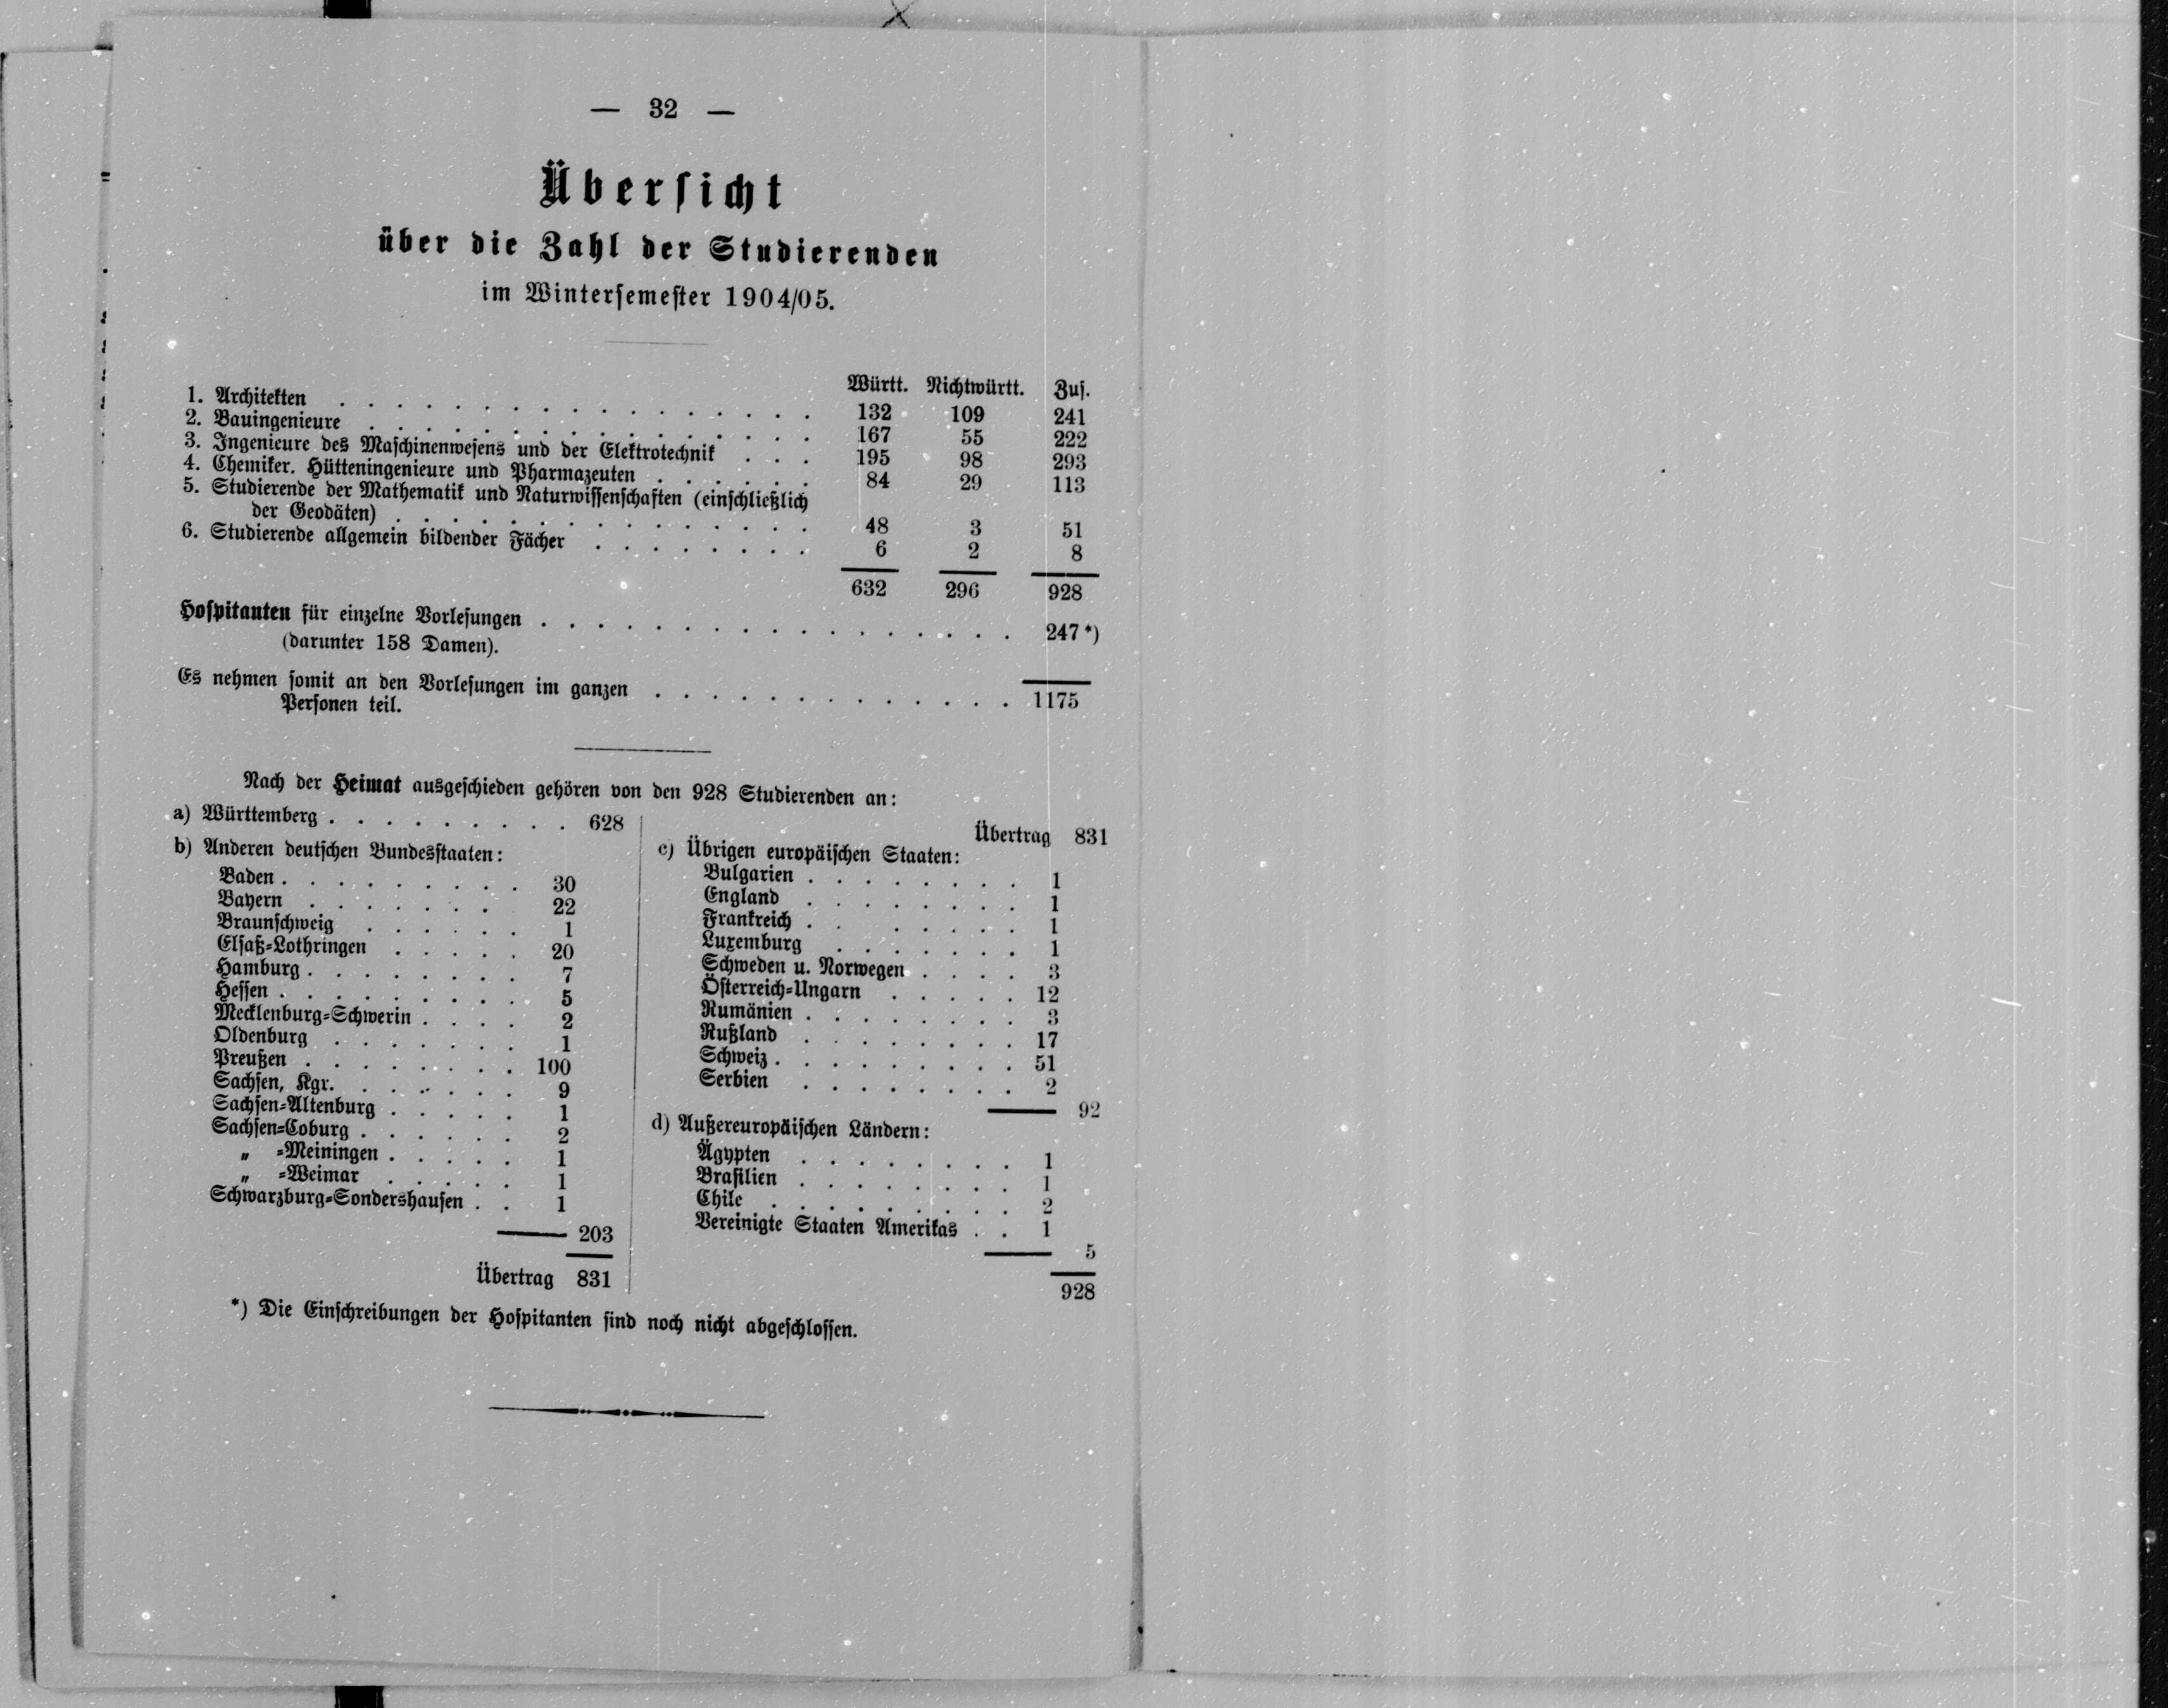 — 32 —
Übersicht
über die Zahl der Studierenden
im Wintersemester 1904/05.
Württ. Nichtwürtt. Zus.
1. Architekten . . . . . . . . . . . . . . . . . 132 109 241
2. Bauingenieure . . . . . . . . . . . . . . . . 167 55 222
3. Ingenieure des Maschinenwesens und der Elektrotechnik . . . 195 98 293
4. Chemiker. Hütteningenieure und Pharmazeuten . . . . . . 84 29 113
5. Studierende der Mathematik und Naturwissenschaften (einschließlich
der Geodäten) . . . . . . . . . . . . . . . 48 3 51
6. Studierende allgemein bildender Fächer . . . . . . . . 6 2 8
632 296 928
Hospitanten für einzelne Vorlesungen . . . . . . . . . . . . . . . . . 247 *)
(darunter 158 Damen).
Es nehmen somit an den Vorlesungen im ganzen . . . . . . . . . . . . . 1175
Personen teil.
Nach der Heimat ausgeschieden gehören von den 928 Studierenden an:
a) Württemberg . . . . . . . . . 628
b) Anderen deutschen Bundesstaaten:
Baden . . . . . . . . . 30
Bayern . . . . . . . 22
Braunschweig . . . . . . 1
Elsaß-Lothringen . . . . . 20
Hamburg . . . . . . . . 7
Hessen . . . . . . . . . 5
Mecklenburg-Schwerin . . . . 2
Oldenburg . . . . . . . 1
Preußen . . . . . . . . 100
Sachsen, Kgr. . . . . . . 9
Sachsen-Altenburg . . . . . 1
Sachsen-Coburg . . . . . . 2
„ -Meiningen . . . . . 1
„ -Weimar . . . . . 1
Schwarzburg-Sondershausen . . 1
203
Übertrag 831
Übertrag 831
c) Übrigen europäischen Staaten:
Bulgarien . . . . . . . . 1
England . . . . . . . . 1
Frankreich . . . . . . . 1
Luxemburg . . . . . . . 1
Schweden u. Norwegen . . . . 3
Österreich-Ungarn . . . . . 12
Rumänien . . . . . . . . 3
Rußland . . . . . . . . 17
Schweiz . . . . . . . . . 51
Serbien . . . . . . . . 2
92
d) Außereuropäischen Ländern:
Ägypten . . . . . . . . 1
Brasilien . . . . . . . . 1
Chile . . . . . . . . . 2
Vereinigte Staaten Amerikas . . 1
5
928
*) Die Einschreibungen der Hospitanten sind noch nicht abgeschlossen.